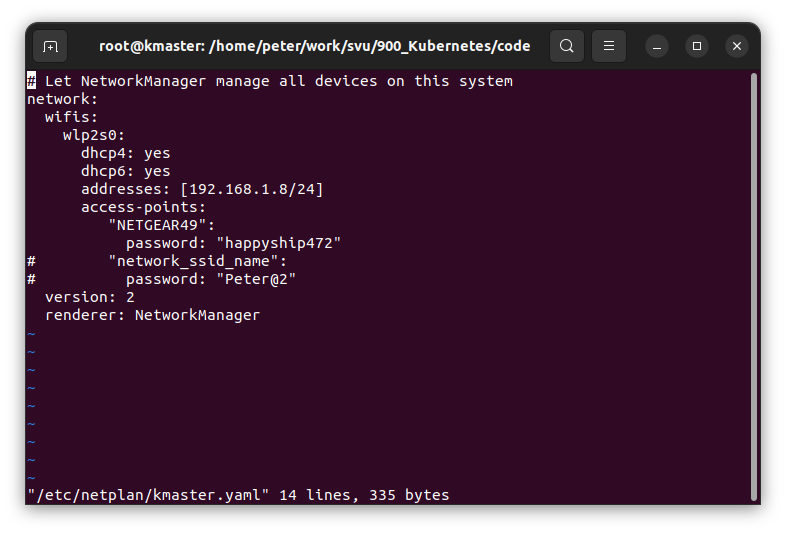 root@kmaster: /home/peter/work/svu/900_Kubernetes/code
# Let NetworkManager manage all devices on this system
network:
  wifis:
    wlp2s0:
      dhcp4: yes
      dhcp6: yes
      addresses: [192.168.1.8/24]
      access-points:
         "NETGEAR49":
           password: "happyship472"
#        "network_ssid_name":
#          password: "Peter@2"
  version: 2
  renderer: NetworkManager
~
~
~
~
~
~
~
~
~
"/etc/netplan/kmaster.yaml" 14 lines, 335 bytes